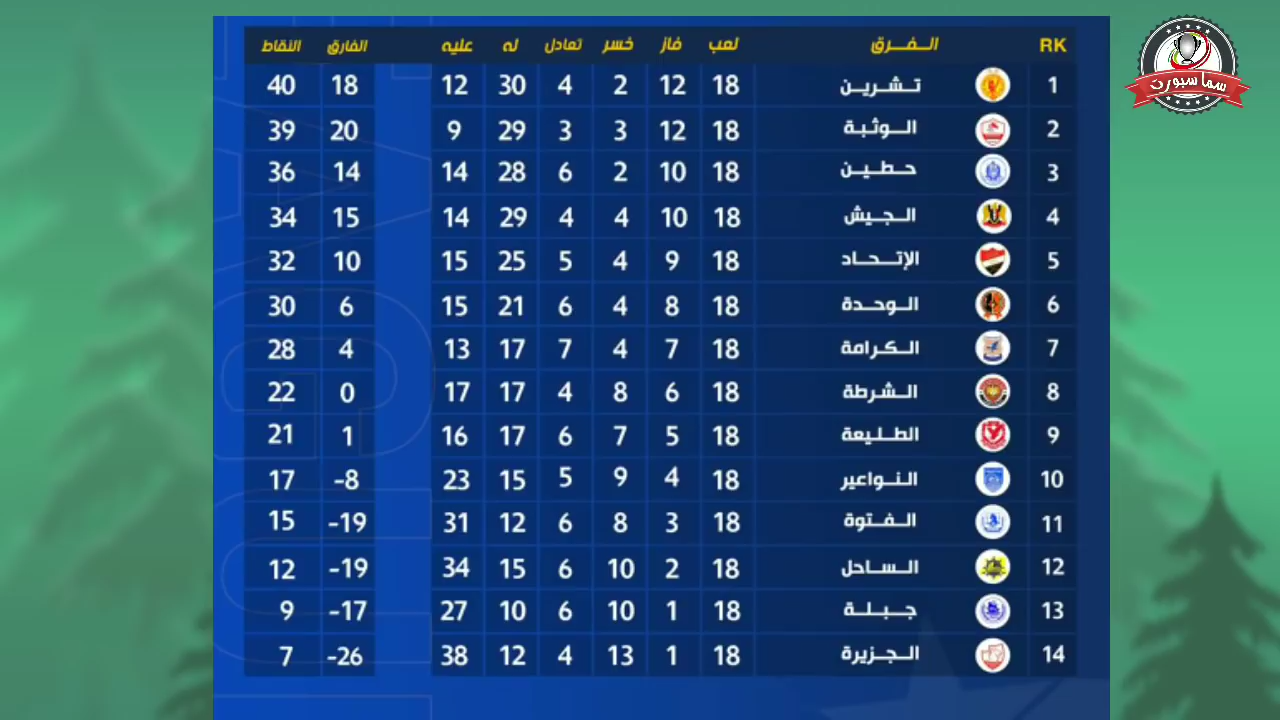 RK الفرق لعب فاز خسر تعادل له عليه الفارق النقاط
1 تشرين 18 12 2 4 30 12 18 40
2 الوثبة 18 12 3 3 29 9 20 39
3 حطين 18 10 2 6 28 14 14 36
4 الجيش 18 10 4 4 29 14 15 34
5 الإتحاد 18 9 4 5 25 15 10 32
6 الوحدة 18 8 4 6 21 15 6 30
7 الكرامة 18 7 4 7 17 13 4 28
8 الشرطة 18 6 8 4 17 17 0 22
9 الطليعة 18 5 7 6 17 16 1 21
10 النواعير 18 4 9 5 15 23 -8 17
11 الفتوة 18 3 8 6 12 31 -19 15
12 الساحل 18 2 10 6 15 34 -19 12
13 جبلة 18 1 10 6 10 27 -17 9
14 الجزيرة 18 1 13 4 12 38 -26 7
سما سبورت